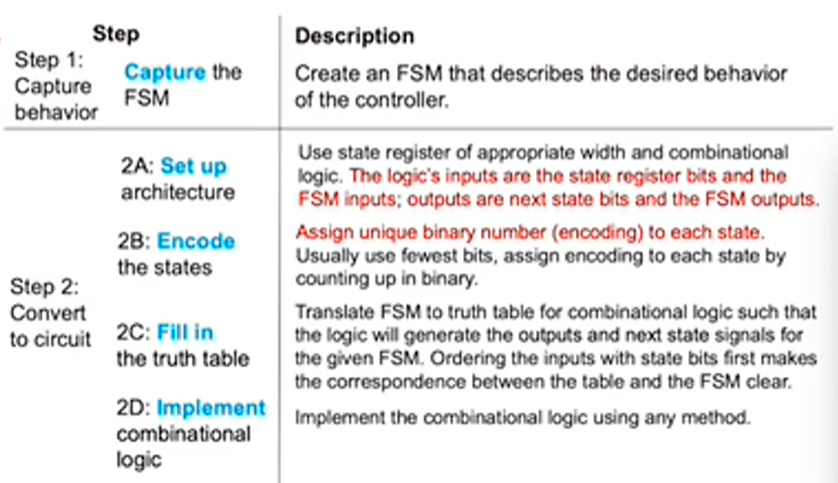 Step Description
Step 1:
Capture
behavior
Capture the
FSM
Create an FSM that describes the desired behavior
of the controller.
Step 2:
Convert
to circuit
2A: Set up
architecture
Use state register of appropriate width and combinational
logic. The logic's inputs are the state register bits and the
FSM inputs; outputs are next state bits and the FSM outputs.
2B: Encode
the states
Assign unique binary number (encoding) to each state.
Usually use fewest bits, assign encoding to each state by
counting up in binary.
2C: Fill in
the truth table
Translate FSM to truth table for combinational logic such that
the logic will generate the outputs and next state signals for
the given FSM. Ordering the inputs with state bits first makes
the correspondence between the table and the FSM clear.
2D: Implement
combinational
logic
Implement the combinational logic using any method.